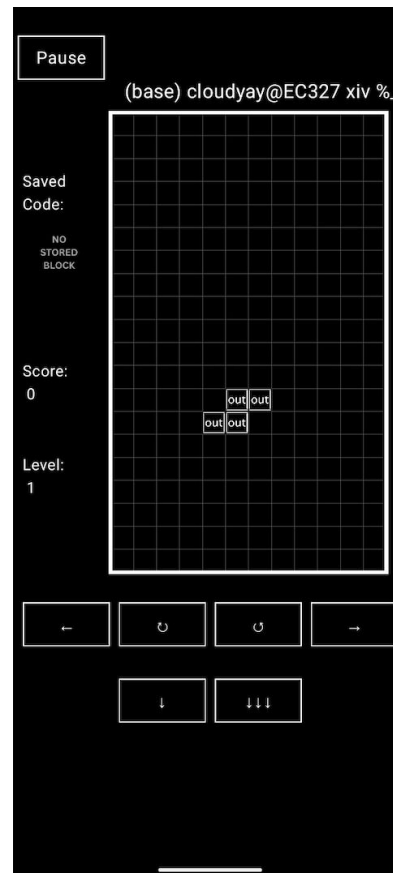 Pause
(base) cloudyay@EC327 xiv %_
Saved
Code:
NO
STORED
BLOCK
Score:
0
out out
out out
Level:
1
← ↻ ↺ →
↓ ↓↓↓